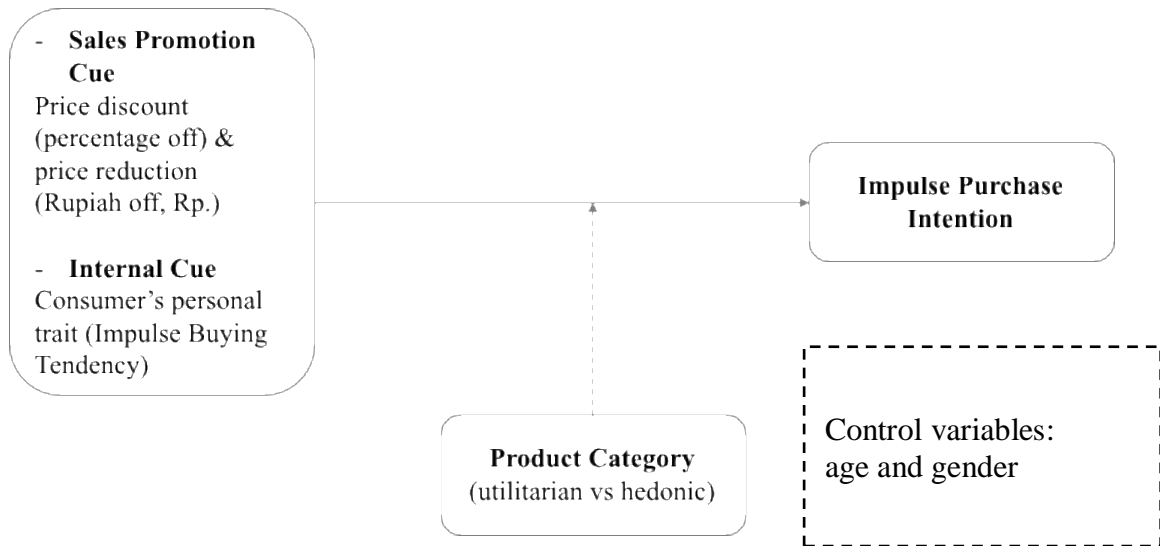 - Sales Promotion
Cue
Price discount
(percentage off) &
price reduction
(Rupiah off, Rp.)
- Internal Cue
Consumer's personal
trait (Impulse Buying
Tendency)
Impulse Purchase
Intention
Product Category
(utilitarian vs hedonic)
Control variables:
age and gender